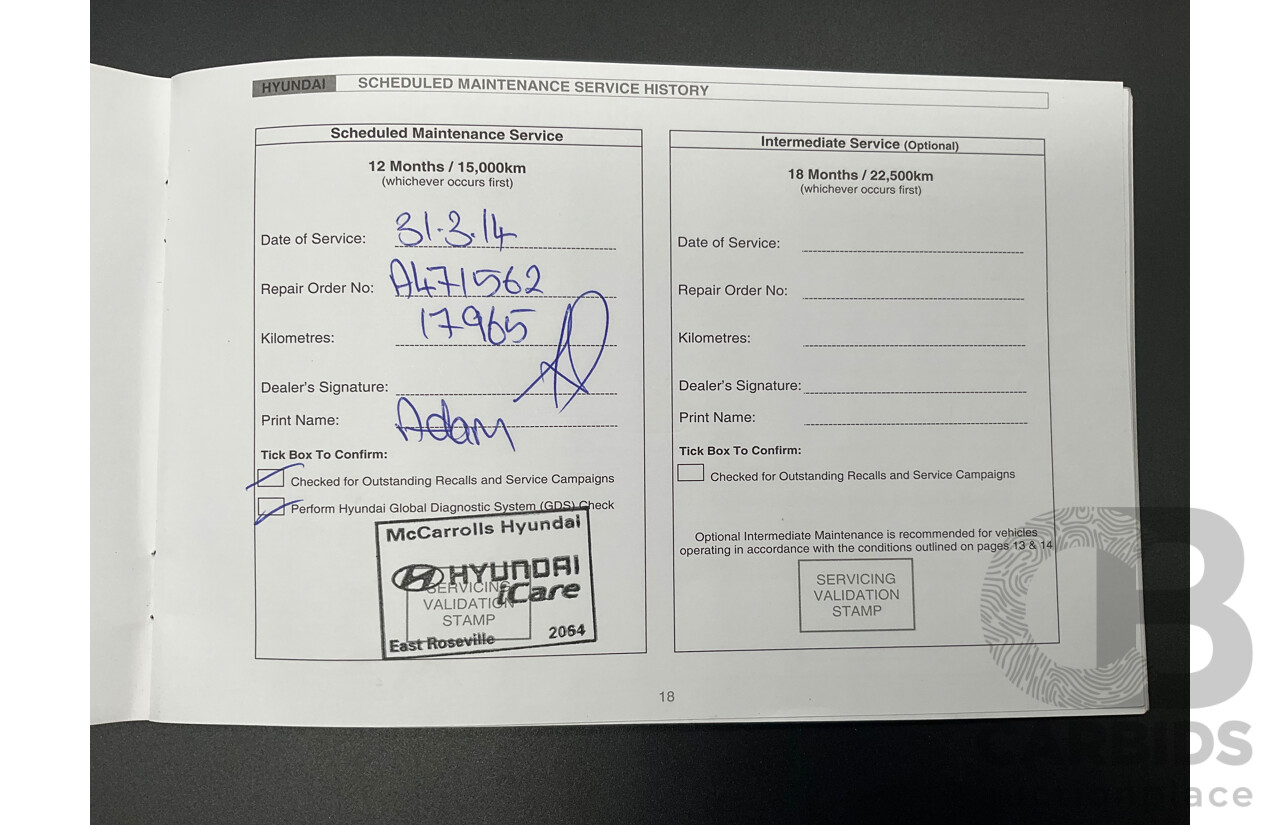 HYUNDAI SCHEDULED MAINTENANCE SERVICE HISTORY
Scheduled Maintenance Service
12 Months / 15,000km
(whichever occurs first)
Date of Service: 31.3.14
Repair Order No: A471562
Kilometres: 17965
Dealer's Signature:
Print Name: Adam
Tick Box To Confirm:
Checked for Outstanding Recalls and Service Campaigns
Perform Hyundai Global Diagnostic System (GDS) Check
McCarrolls Hyundai
HYUNDAI
iCare
SERVICING
VALIDATION
STAMP
East Roseville 2064
Intermediate Service (Optional)
18 Months / 22,500km
(whichever occurs first)
Date of Service:
Repair Order No:
Kilometres:
Dealer's Signature:
Print Name:
Tick Box To Confirm:
Checked for Outstanding Recalls and Service Campaigns
Optional Intermediate Maintenance is recommended for vehicles
operating in accordance with the conditions outlined on pages 13 & 14
SERVICING
VALIDATION
STAMP
18
CARBIDS